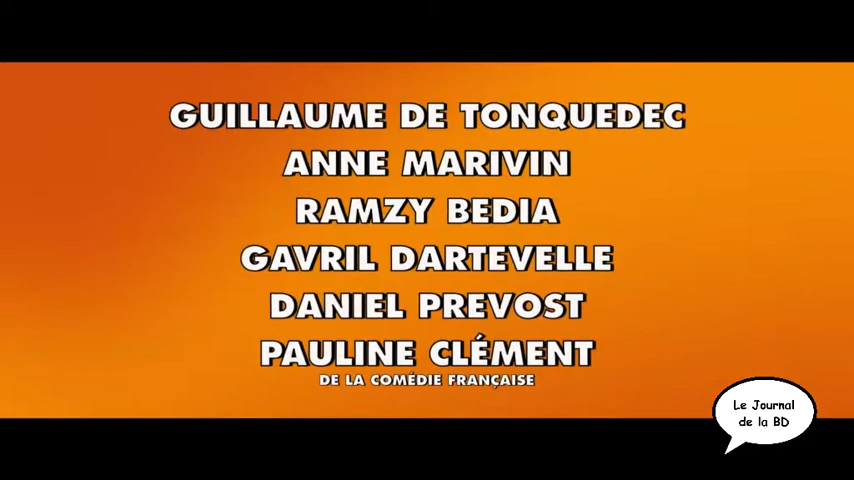 GUILLAUME DE TONQUEDEC
ANNE MARIVIN
RAMZY BEDIA
GAVRIL DARTEVELLE
DANIEL PREVOST
PAULINE CLÉMENT
DE LA COMÉDIE FRANÇAISE
Le Journal
de la BD